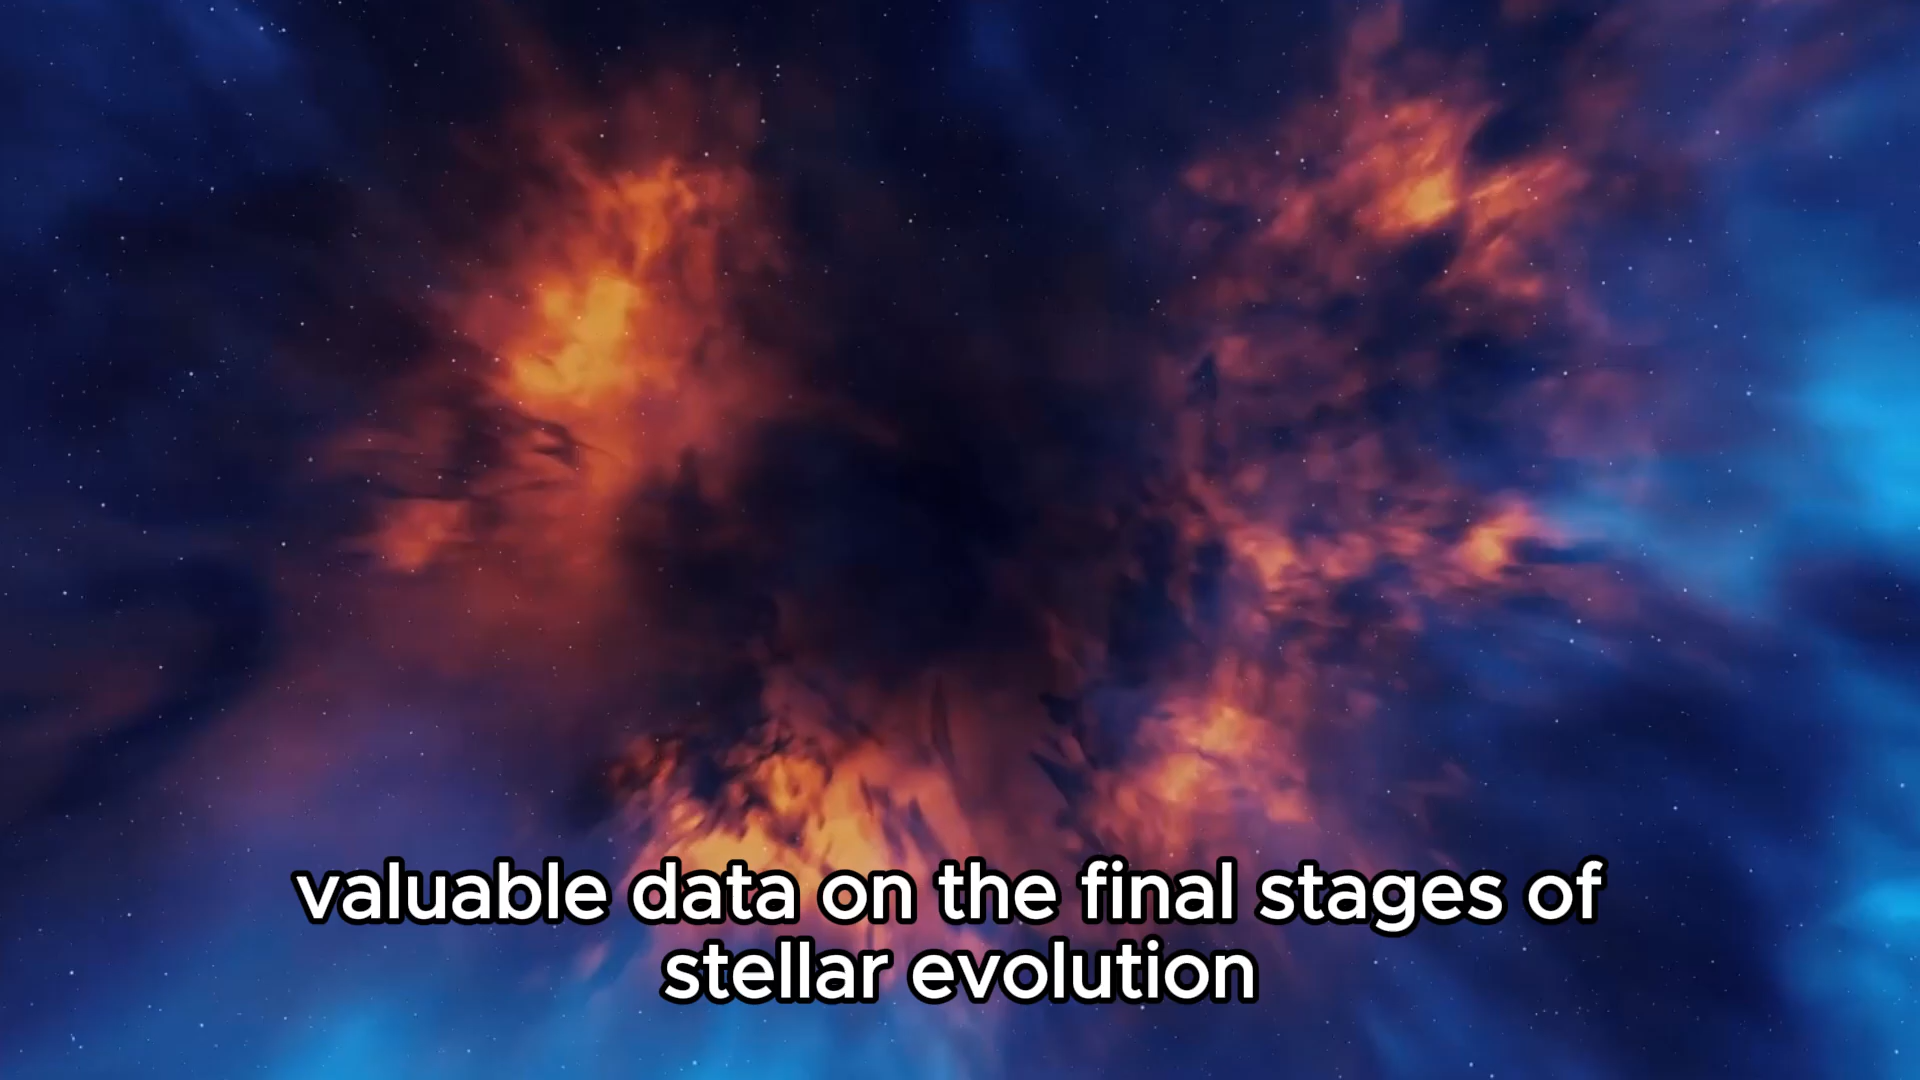 valuable data on the final stages of
stellar evolution